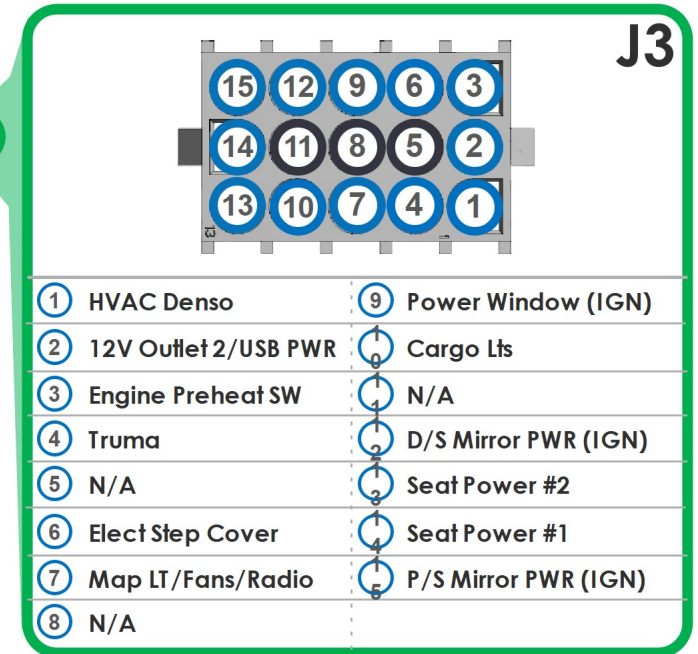 J3
15 12 9 6 3
14 11 8 5 2
13 10 7 4 1
13 1
1 HVAC Denso
2 12V Outlet 2/USB PWR
3 Engine Preheat SW
4 Truma
5 N/A
6 Elect Step Cover
7 Map LT/Fans/Radio
8 N/A
9 Power Window (IGN)
10 Cargo Lts
11 N/A
12 D/S Mirror PWR (IGN)
13 Seat Power #2
14 Seat Power #1
15 P/S Mirror PWR (IGN)